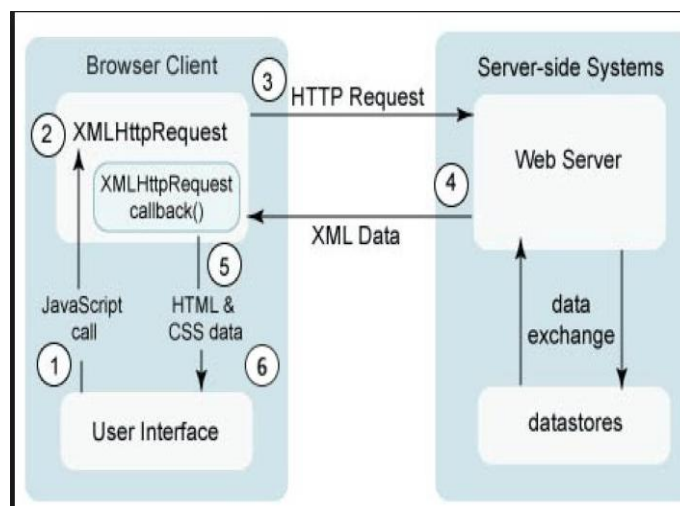 Browser Client
3
HTTP Request
Server-side Systems
2
XMLHttpRequest
XMLHttpRequest
callback()
Web Server
4
XML Data
5
JavaScript
call
HTML &
CSS data
data
exchange
1
6
User Interface
datastores